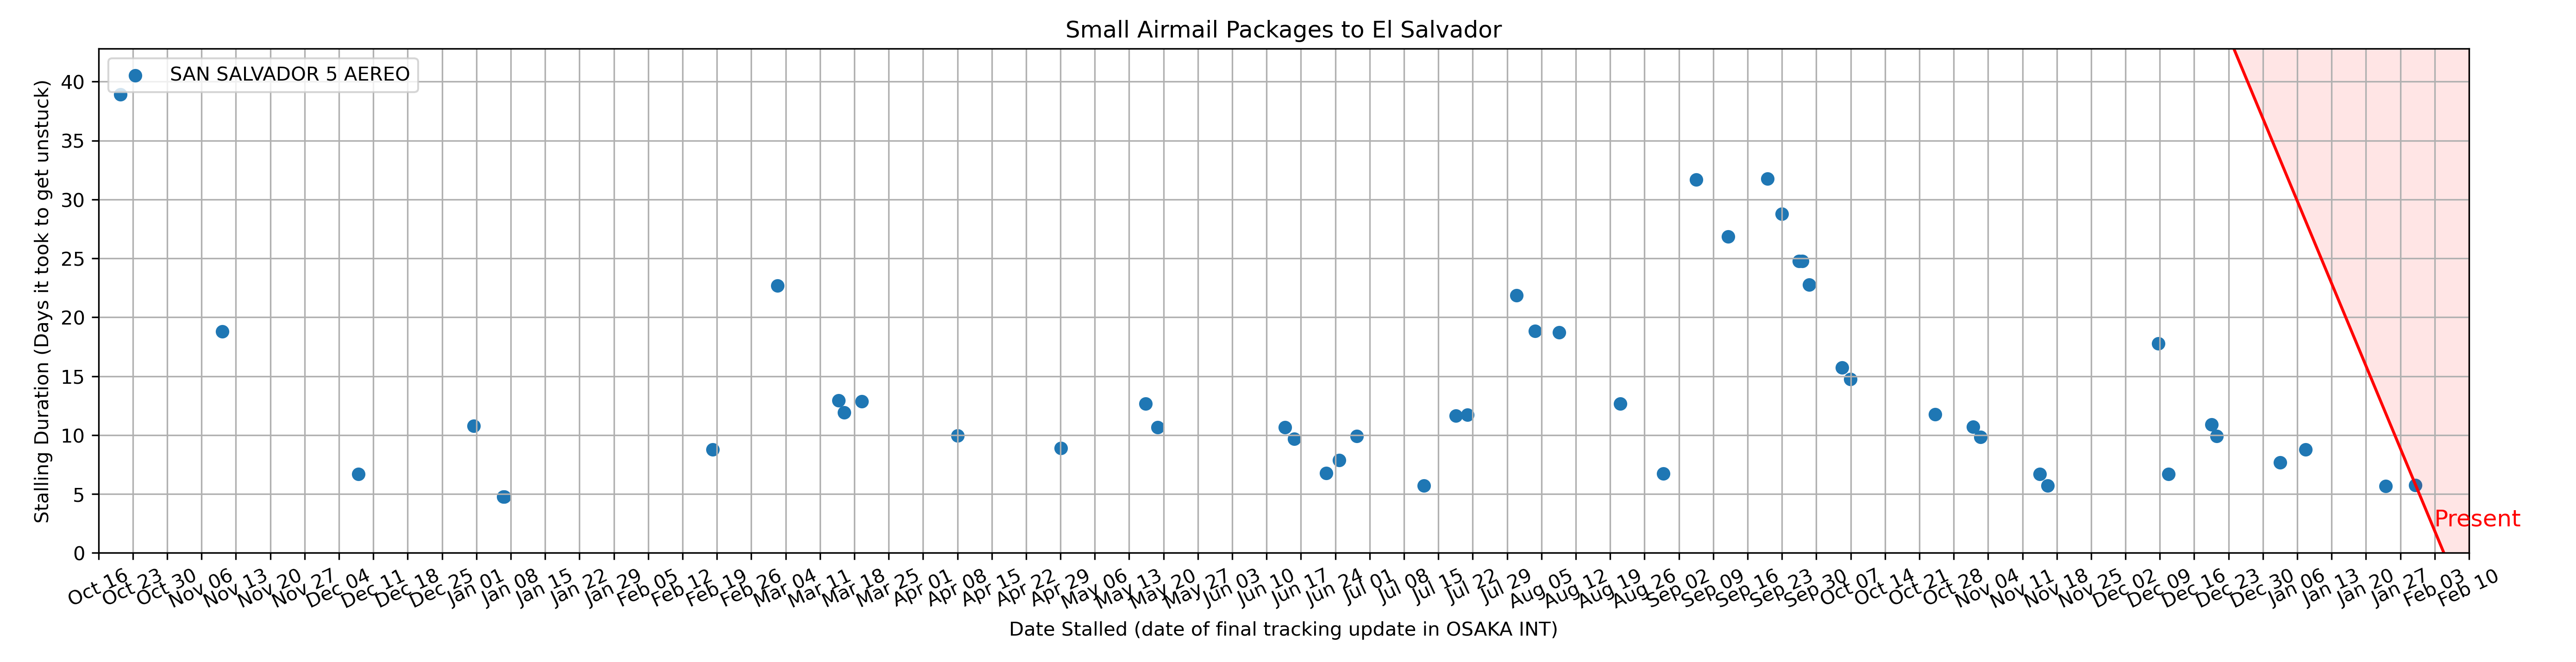 Small Airmail Packages to El Salvador
SAN SALVADOR 5 AEREO
Stalling Duration (Days it took to get unstuck)
40
35
30
25
20
15
10
5
0
Present
Oct 16 Oct 23 Oct 30 Nov 06 Nov 13 Nov 20 Nov 27 Dec 04 Dec 11 Dec 18 Dec 25 Jan 01 Jan 08 Jan 15 Jan 22 Jan 29 Feb 05 Feb 12 Feb 19 Feb 26 Mar 04 Mar 11 Mar 18 Mar 25 Apr 01 Apr 08 Apr 15 Apr 22 Apr 29 May 06 May 13 May 20 May 27 Jun 03 Jun 10 Jun 17 Jun 24 Jul 01 Jul 08 Jul 15 Jul 22 Jul 29 Aug 05 Aug 12 Aug 19 Aug 26 Sep 02 Sep 09 Sep 16 Sep 23 Sep 30 Oct 07 Oct 14 Oct 21 Oct 28 Nov 04 Nov 11 Nov 18 Nov 25 Dec 02 Dec 09 Dec 16 Dec 23 Dec 30 Jan 06 Jan 13 Jan 20 Jan 27 Feb 03 Feb 10
Date Stalled (date of final tracking update in OSAKA INT)